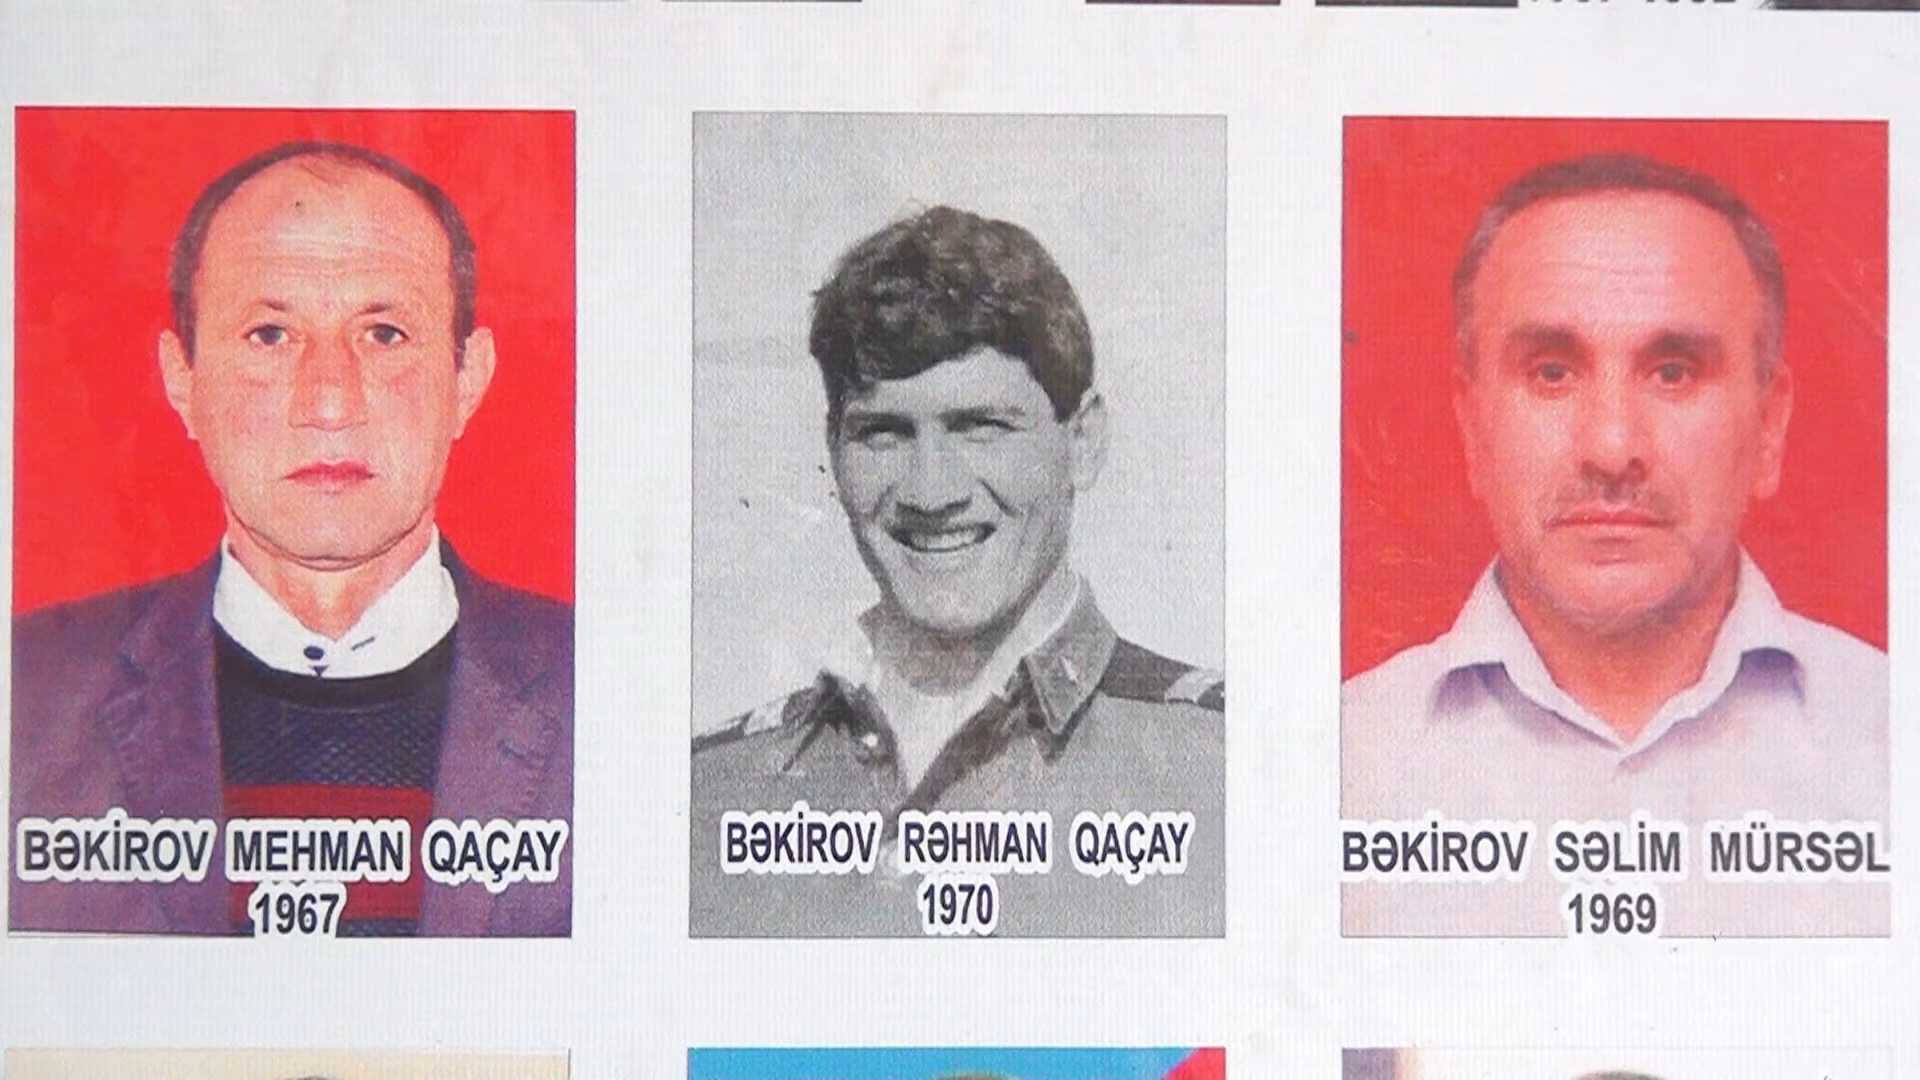 BƏKİROV MEHMAN QAÇAY
1967
BƏKİROV RƏHMAN QAÇAY
1970
BƏKİROV SƏLİM MÜRSƏL
1969